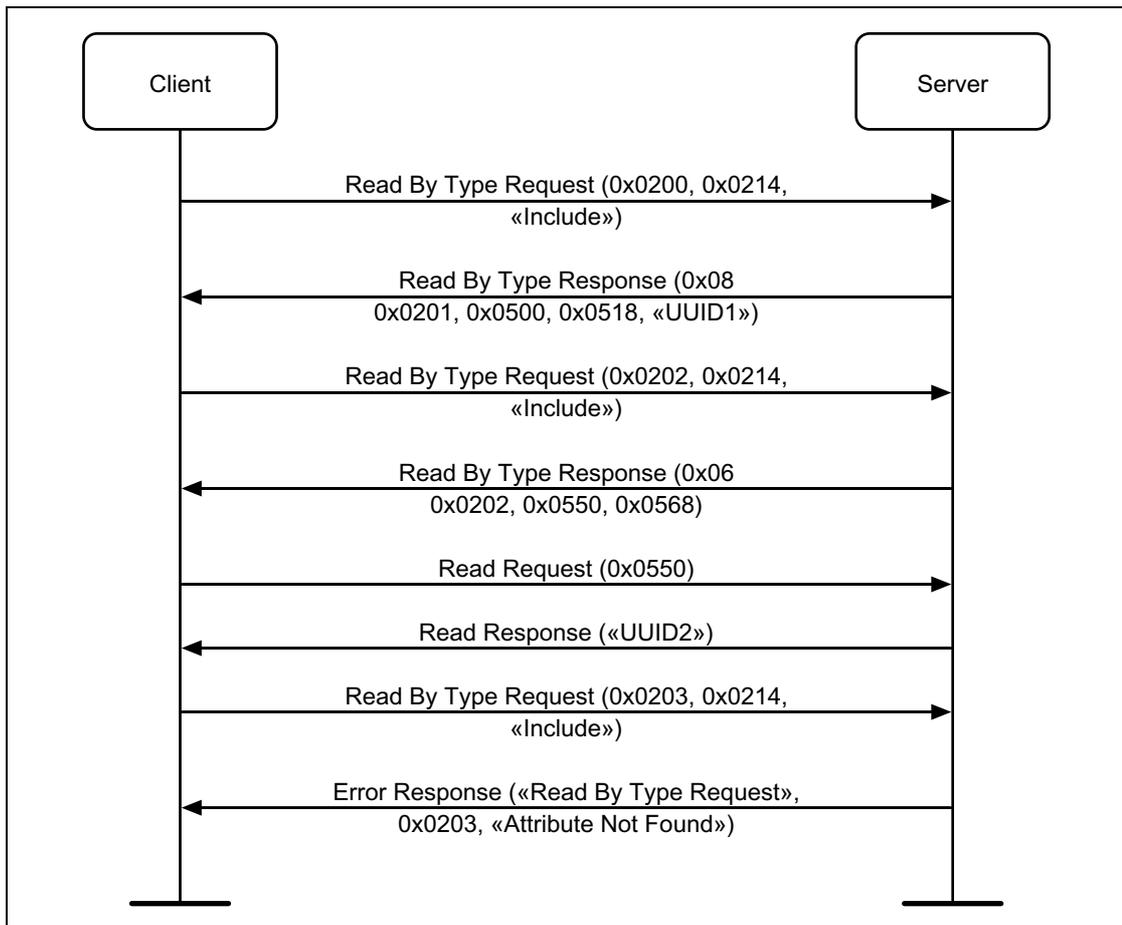 Client
Server
Read By Type Request (0x0200, 0x0214,
«Include»)
Read By Type Response (0x08
0x0201, 0x0500, 0x0518, «UUID1»)
Read By Type Request (0x0202, 0x0214,
«Include»)
Read By Type Response (0x06
0x0202, 0x0550, 0x0568)
Read Request (0x0550)
Read Response («UUID2»)
Read By Type Request (0x0203, 0x0214,
«Include»)
Error Response («Read By Type Request»,
0x0203, «Attribute Not Found»)